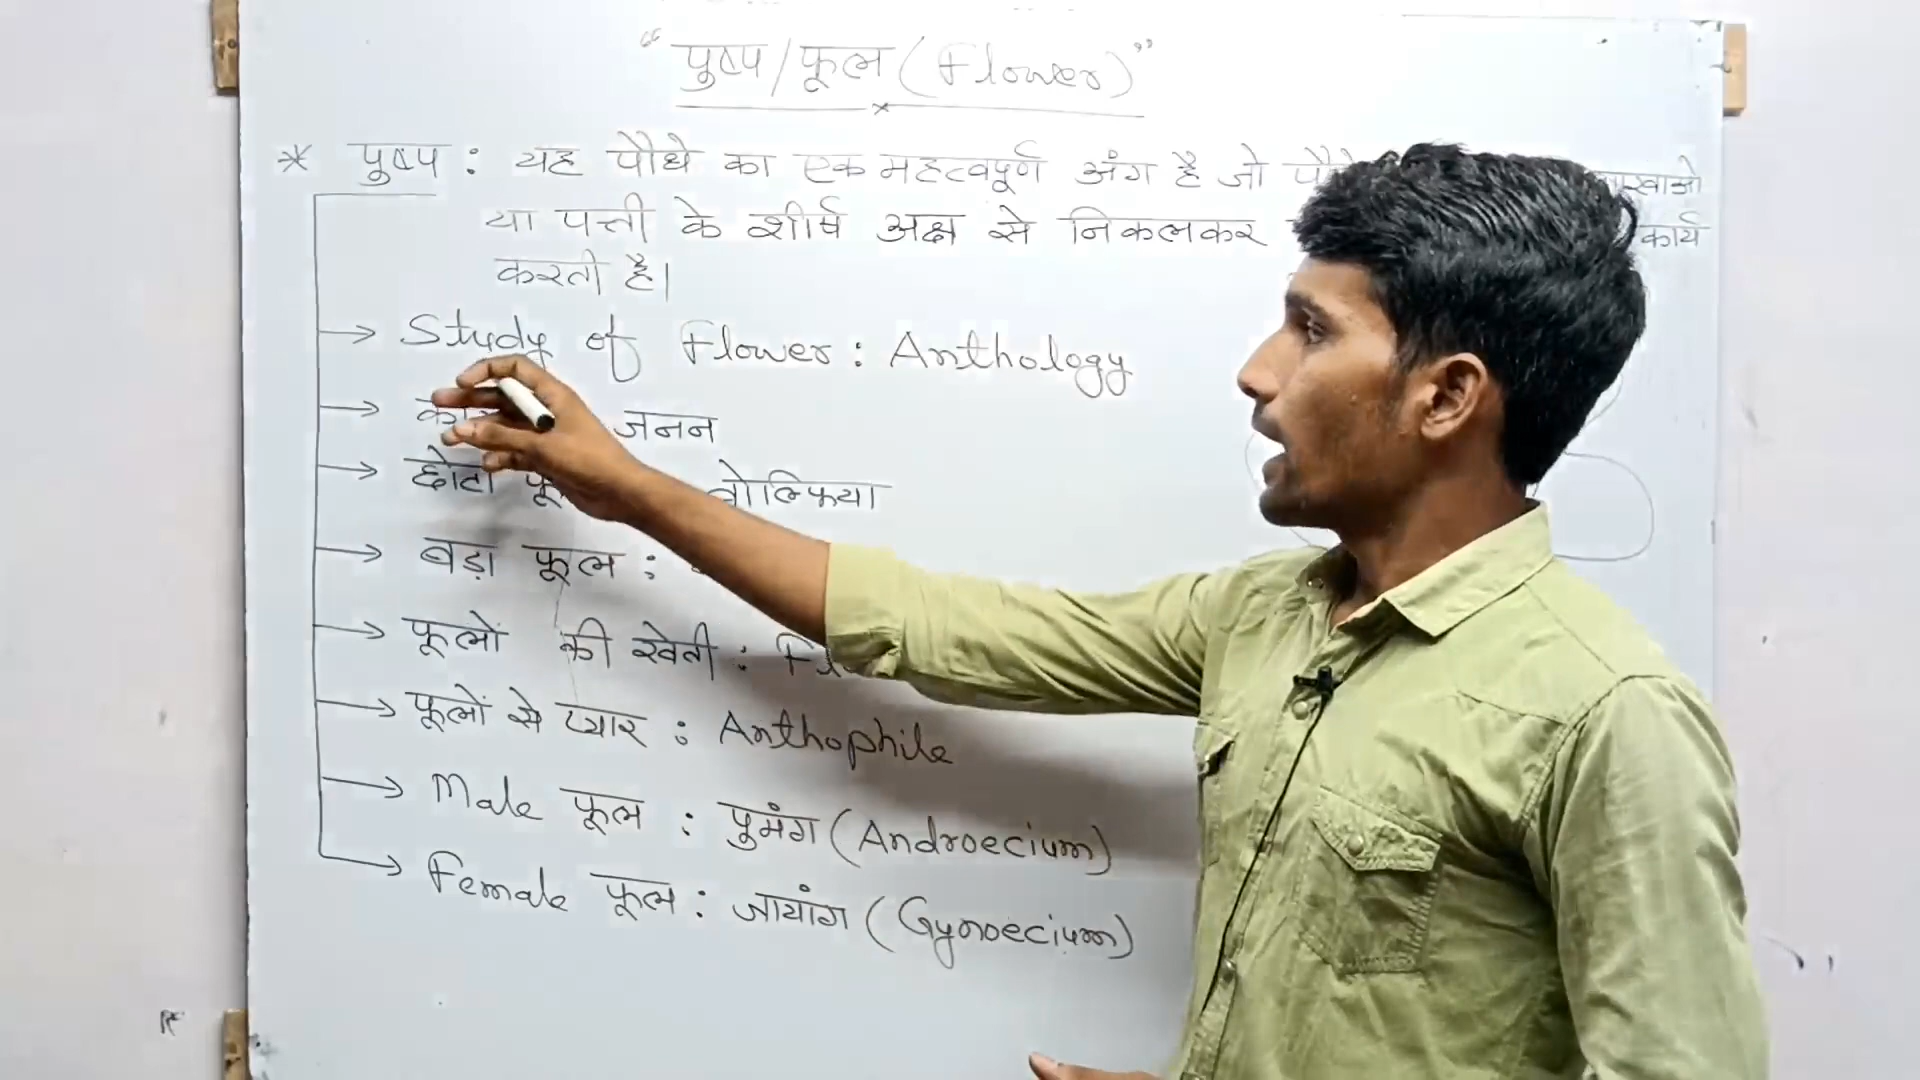 “पुष्प/फूल (Flower)”
* पुष्प : यह पौधे का एक महत्वपूर्ण अंग है जो
या पत्ती के शीर्ष अक्ष से निकलकर कार्य
करती है।
→ Study of Flower : Anthology
→ जनन
→ छोटा वोल्फिया
→ बड़ा फूल :
→ फूलों की खेती :
→ फूलों से प्यार : Anthophile
→ Male फूल : पुमंग (Androecium)
→ Female फूल : जायांग (Gynoecium)